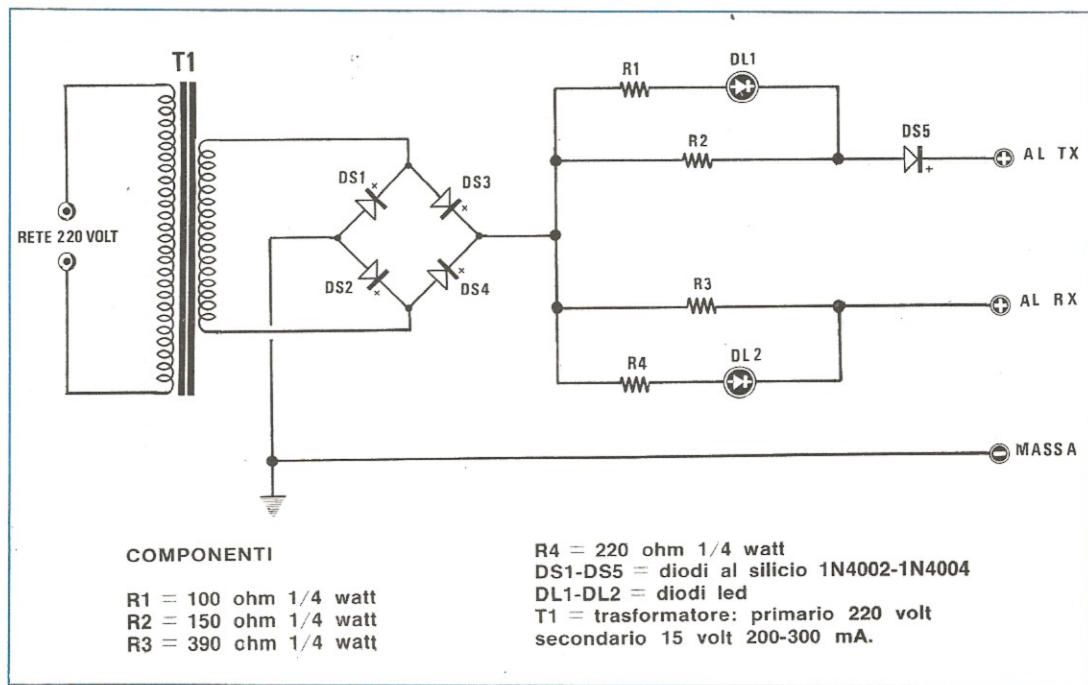 T1
RETE 220 VOLT
DS1
DS3
DS2
DS4
R1
DL1
R2
DS5
AL TX
R3
AL RX
R4
DL2
MASSA
COMPONENTI
R1 = 100 ohm 1/4 watt
R2 = 150 ohm 1/4 watt
R3 = 390 chm 1/4 watt
R4 = 220 ohm 1/4 watt
DS1-DS5 = diodi al silicio 1N4002-1N4004
DL1-DL2 = diodi led
T1 = trasformatore: primario 220 volt
secondario 15 volt 200-300 mA.